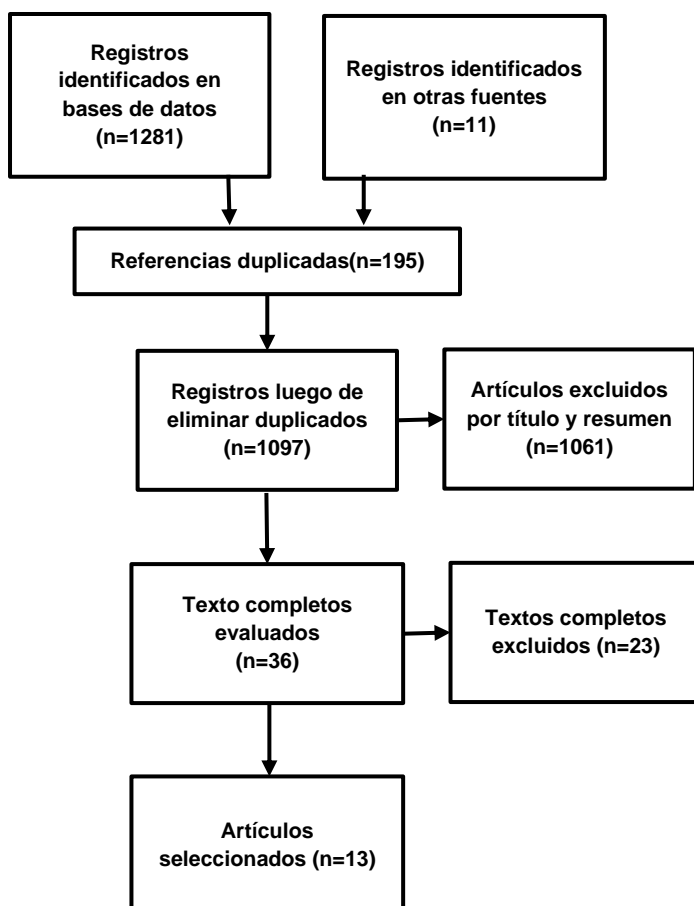 Registros
identificados en
bases de datos
(n=1281)
Registros identificados
en otras fuentes
(n=11)
Referencias duplicadas(n=195)
Registros luego de
eliminar duplicados
(n=1097)
Artículos excluidos
por título y resumen
(n=1061)
Texto completos
evaluados
(n=36)
Textos completos
excluidos (n=23)
Artículos
seleccionados (n=13)